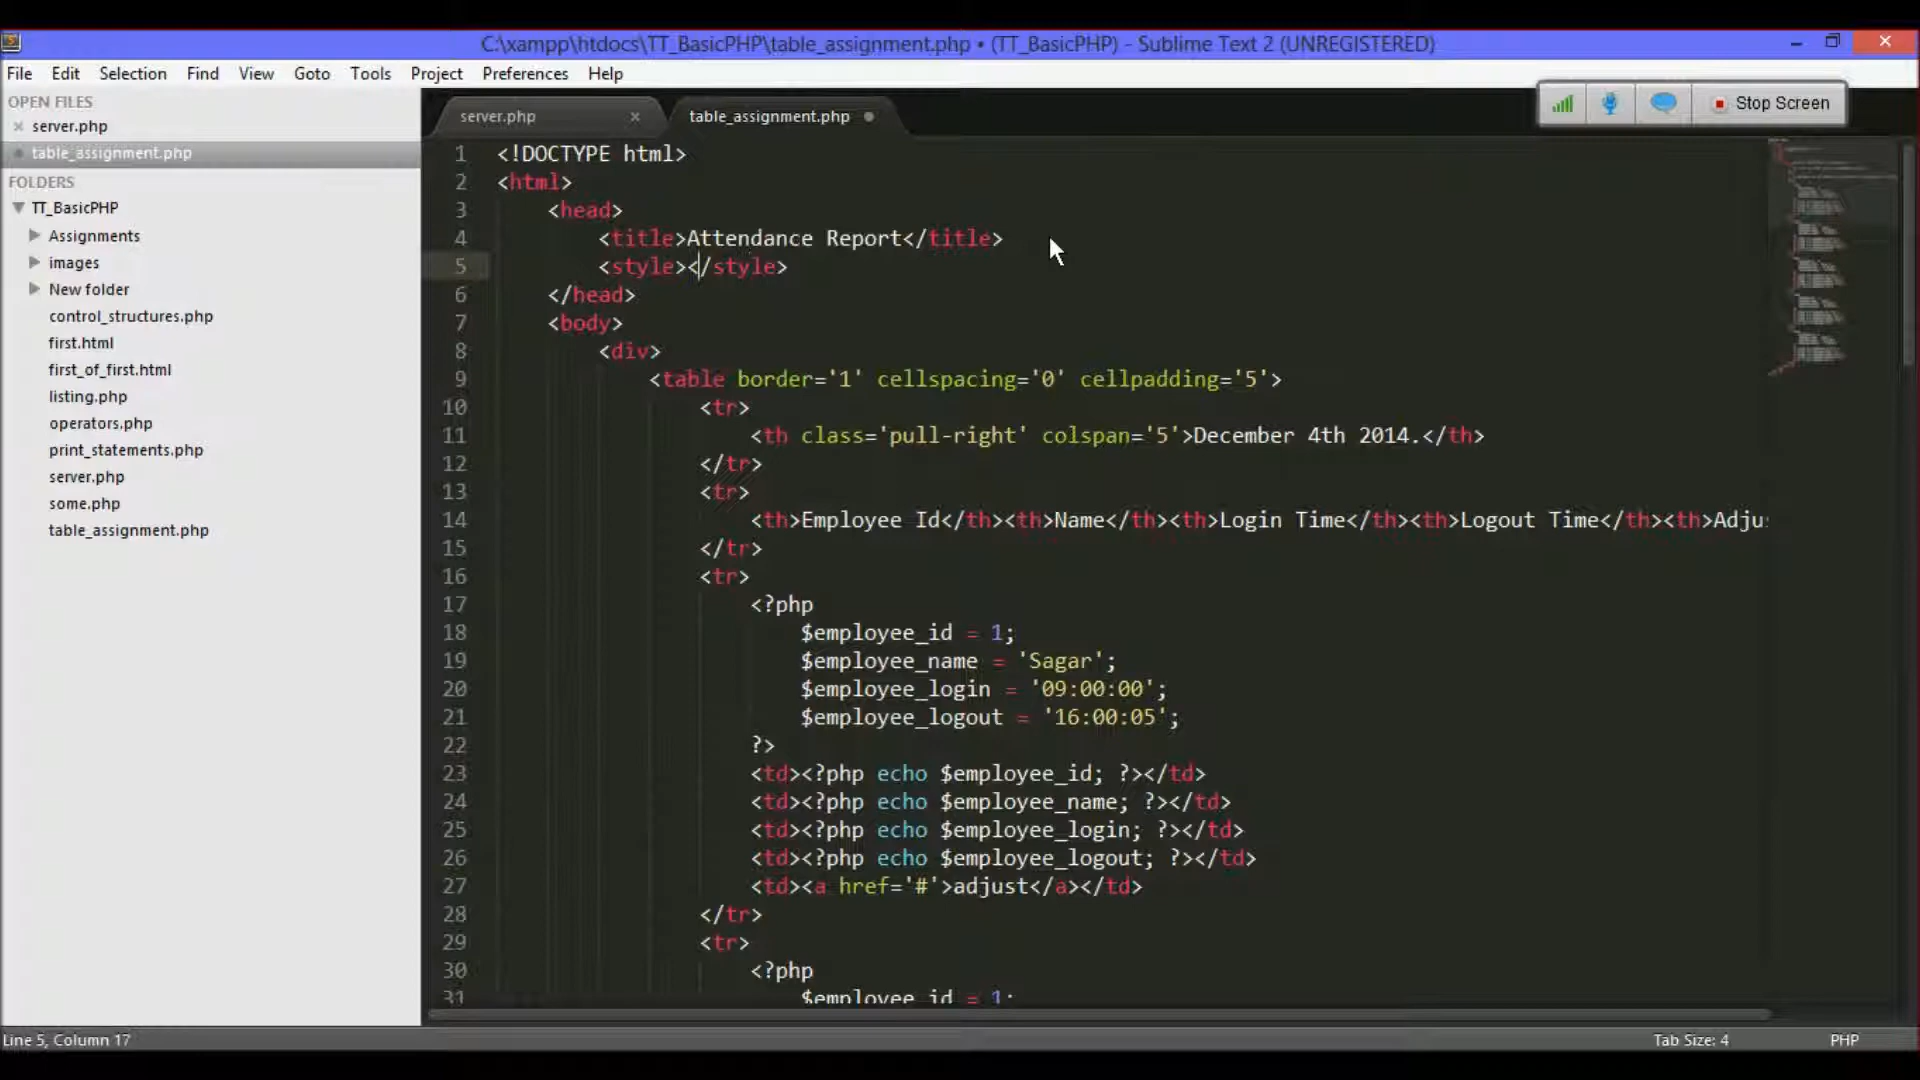 C:\xampp\htdocs\TT_BasicPHP\table_assignment.php • (TT_BasicPHP) - Sublime Text 2 (UNREGISTERED)
File Edit Selection Find View Goto Tools Project Preferences Help
Stop Screen
OPEN FILES
server.php
table_assignment.php
FOLDERS
TT_BasicPHP
Assignments
images
New folder
control_structures.php
first.html
first_of_first.html
listing.php
operators.php
print_statements.php
server.php
some.php
table_assignment.php
server.php × table_assignment.php
1 <!DOCTYPE html>
2 <html>
3 <head>
4 <title>Attendance Report</title>
5 <style></style>
6 </head>
7 <body>
8 <div>
9 <table border='1' cellspacing='0' cellpadding='5'>
10 <tr>
11 <th class='pull-right' colspan='5'>December 4th 2014.</th>
12 </tr>
13 <tr>
14 <th>Employee Id</th><th>Name</th><th>Login Time</th><th>Logout Time</th><th>Adju
15 </tr>
16 <tr>
17 <?php
18 $employee_id = 1;
19 $employee_name = 'Sagar';
20 $employee_login = '09:00:00';
21 $employee_logout = '16:00:05';
22 ?>
23 <td><?php echo $employee_id; ?></td>
24 <td><?php echo $employee_name; ?></td>
25 <td><?php echo $employee_login; ?></td>
26 <td><?php echo $employee_logout; ?></td>
27 <td><a href='#'>adjust</a></td>
28 </tr>
29 <tr>
30 <?php
31 $employee_id = 1;
Line 5, Column 17
Tab Size: 4
PHP